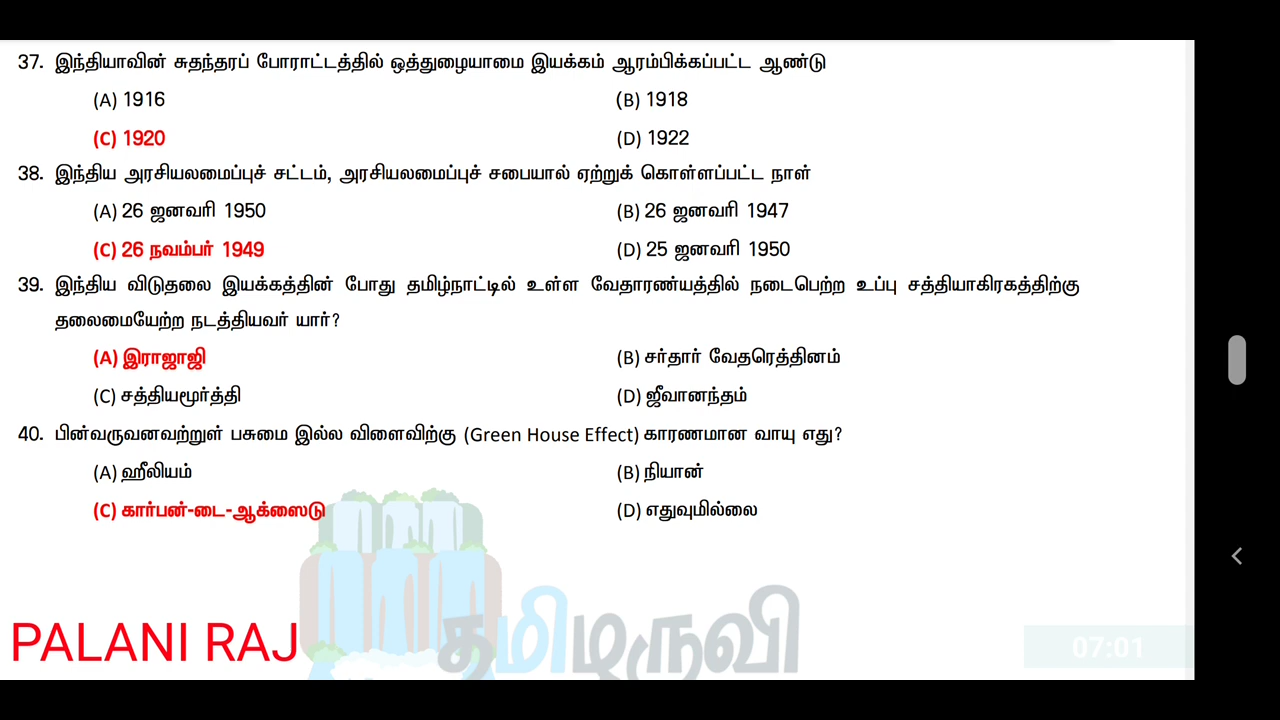 37. இந்தியாவின் சுதந்தரப் போராட்டத்தில் ஒத்துழையாமை இயக்கம் ஆரம்பிக்கப்பட்ட ஆண்டு
(A) 1916 (B) 1918
(C) 1920 (D) 1922
38. இந்திய அரசியலமைப்புச் சட்டம், அரசியலமைப்புச் சபையால் ஏற்றுக் கொள்ளப்பட்ட நாள்
(A) 26 ஜனவரி 1950 (B) 26 ஜனவரி 1947
(C) 26 நவம்பர் 1949 (D) 25 ஜனவரி 1950
39. இந்திய விடுதலை இயக்கத்தின் போது தமிழ்நாட்டில் உள்ள வேதாரண்யத்தில் நடைபெற்ற உப்பு சத்தியாகிரகத்திற்கு
தலைமையேற்ற நடத்தியவர் யார்?
(A) இராஜாஜி (B) சர்தார் வேதரெத்தினம்
(C) சத்தியமூர்த்தி (D) ஜீவானந்தம்
40. பின்வருவனவற்றுள் பசுமை இல்ல விளைவிற்கு (Green House Effect) காரணமான வாயு எது?
(A) ஹீலியம் (B) நியான்
(C) கார்பன்-டை-ஆக்ஸைடு (D) எதுவுமில்லை
PALANI RAJ
தமிழருவி
07:01